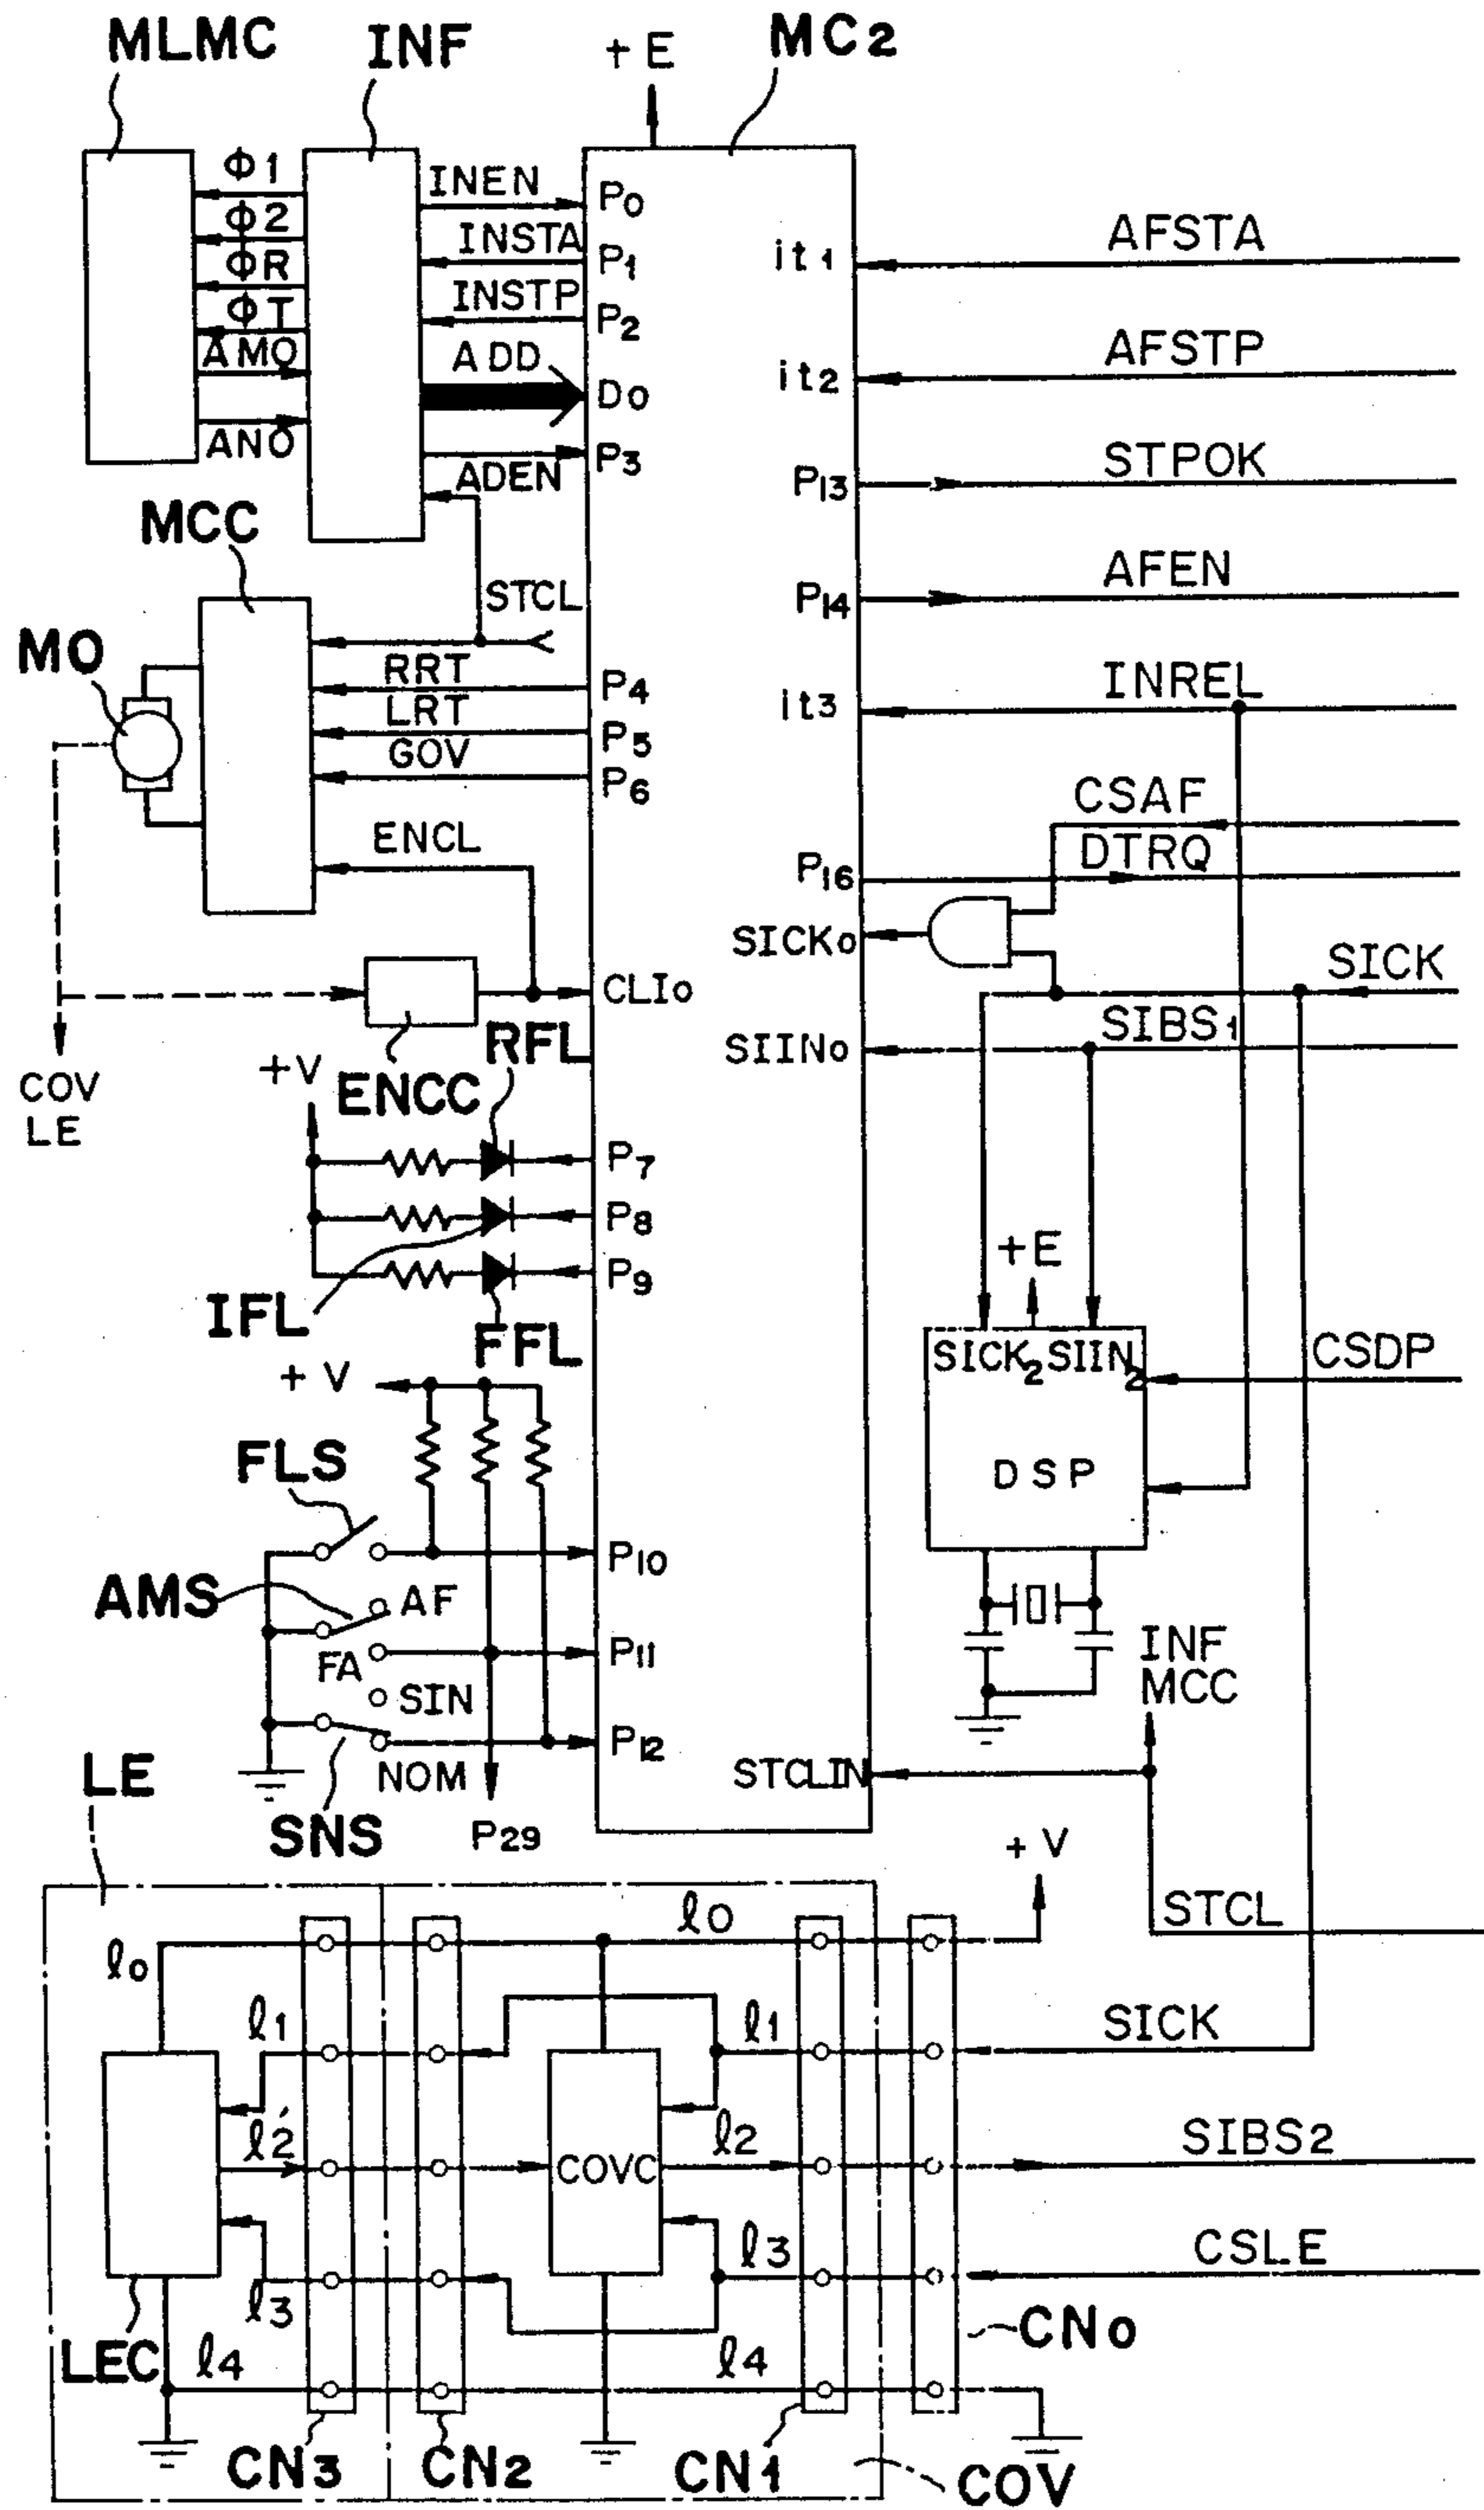 MLMC
INF
+E
MC2
Φ1
Φ2
ΦR
ΦT
AMO
ANO
INEN
INSTA
INSTP
ADD
ADEN
P0
P1
P2
D0
P3
it1
AFSTA
it2
AFSTP
P13
STPOK
P14
AFEN
it3
INREL
MCC
MO
STCL
RRT
LRT
GOV
ENCL
P4
P5
P6
CSAF
DTRQ
P16
SICK0
SICK
CLI0
SIBS1
SIIN0
RFL
ENCC
COV
LE
+V
P7
P8
P9
IFL
FFL
+E
SICK2
SIIN2
CSDP
DSP
+V
FLS
AMS
AF
FA
SIN
NOM
SNS
P10
P11
P12
P29
INF
MCC
STCLIN
LE
+V
STCL
l0
l0
l1
l1
SICK
l2'
l2
COVC
SIBS2
l3
l3
CSLE
LEC
l4
l4
CN0
CN3
CN2
CN1
COV